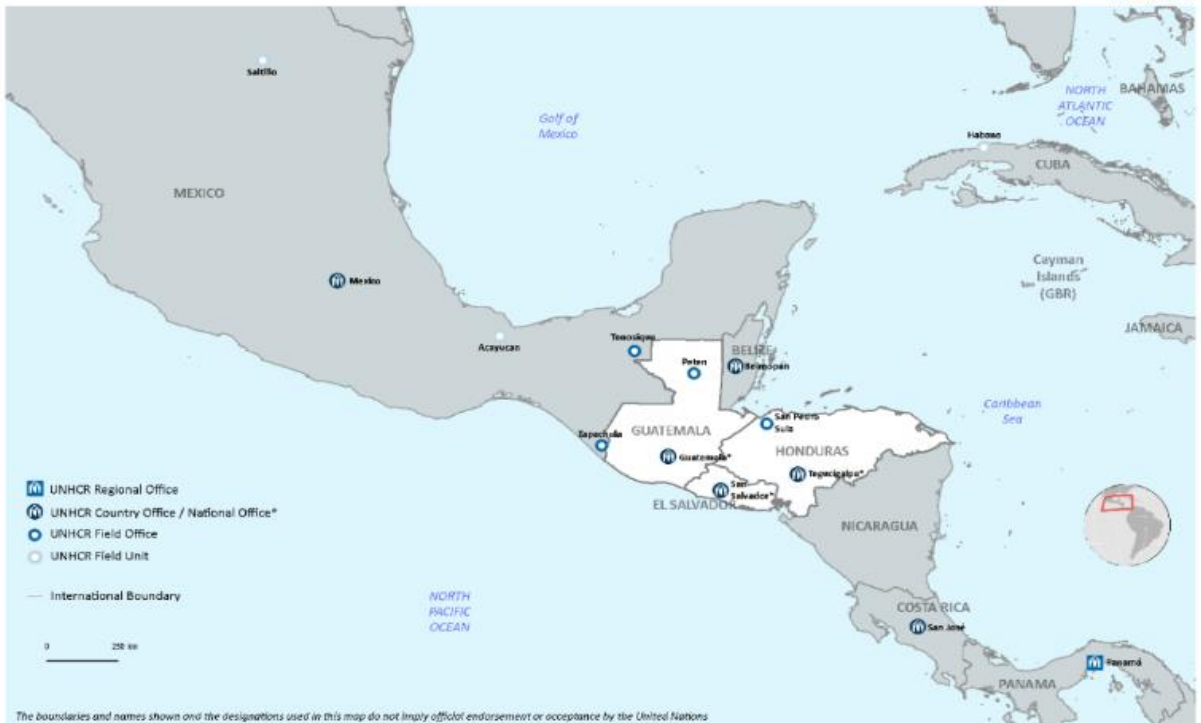 Saltillo
Golf of
Mexico
NORTH
ATLANTIC
OCEAN
BAHAMAS
Habana
CUBA
MEXICO
Cayman
Islands
(GBR)
JAMAICA
Mexico
Acayucan
Tenosique
Peten
BELIZE
Belmopan
Caribbean
Sea
San Pedro
Sula
GUATEMALA
Tapachula
HONDURAS
Guatemala*
Tegucigalpa*
San
Salvador*
EL SALVADOR
NICARAGUA
UNHCR Regional Office
UNHCR Country Office / National Office*
UNHCR Field Office
UNHCR Field Unit
International Boundary
NORTH
PACIFIC
OCEAN
COSTA RICA
San José
0 250 km
Panamá
PANAMA
The boundaries and names shown and the designations used in this map do not imply official endorsement or acceptance by the United Nations